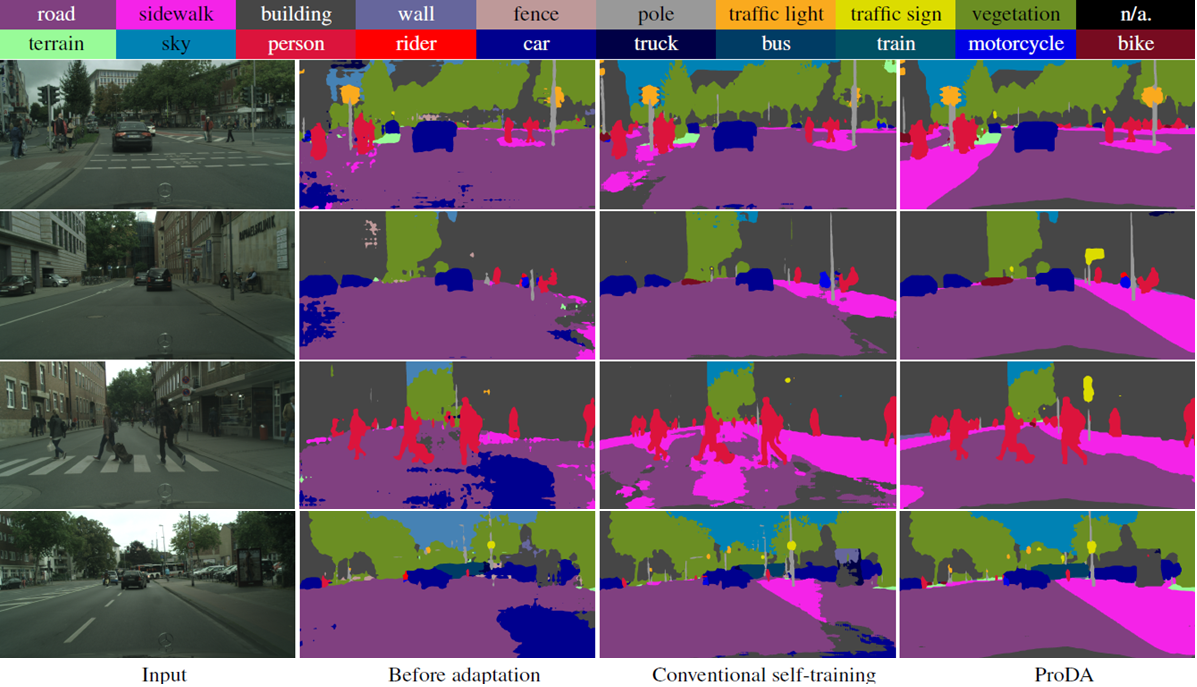 road sidewalk building wall fence pole traffic light traffic sign vegetation n/a.
terrain sky person rider car truck bus train motorcycle bike
Input Before adaptation Conventional self-training ProDA